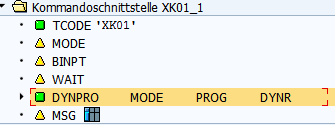 Kommandoschnittstelle XK01_1
TCODE 'XK01'
MODE
BINPT
WAIT
DYNPRO MODE PROG DYNR
MSG